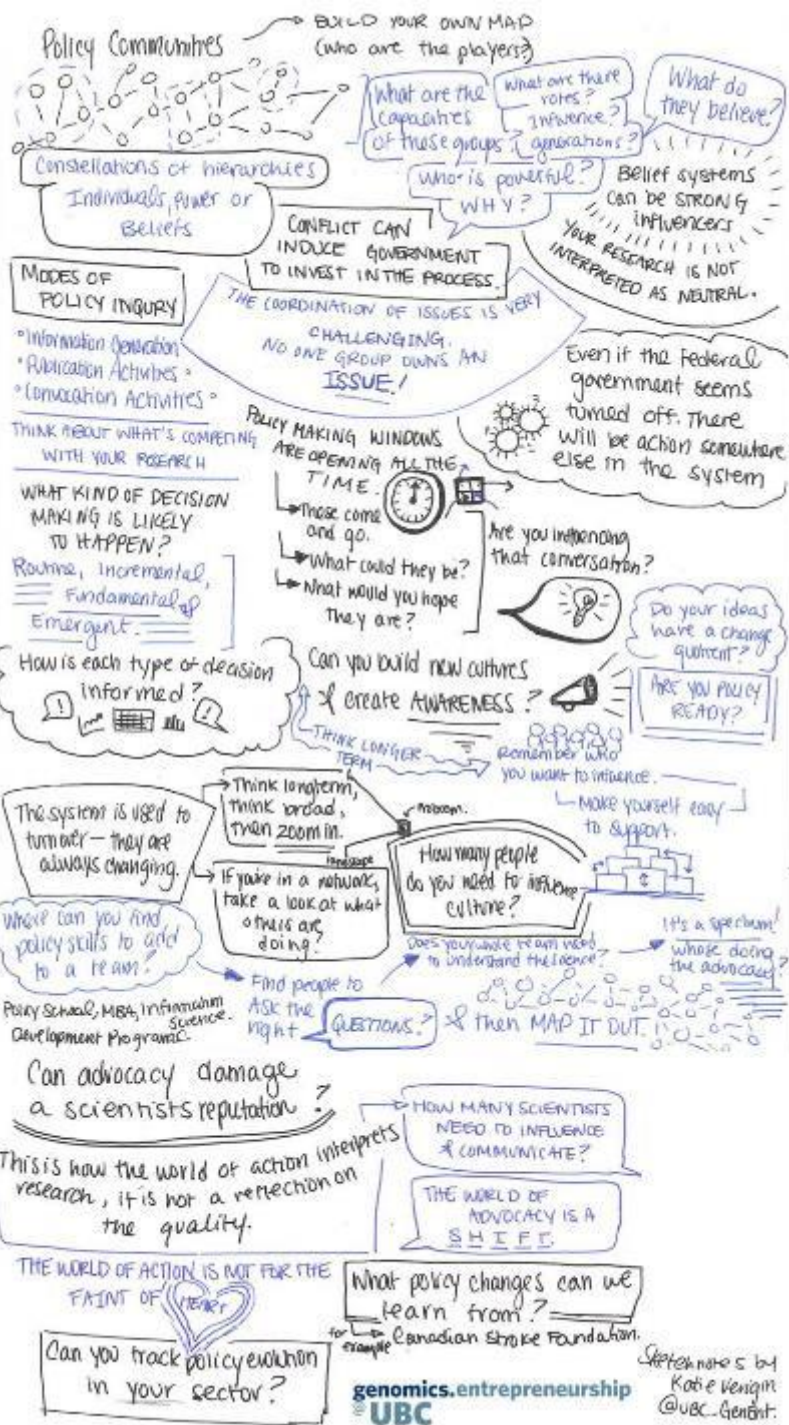 Policy Communities
BUILD YOUR OWN MAP
(who are the players?)
Constellations of hierarchies
Individuals, Power or
Beliefs
What are the
capacities
of these groups?
What are there
roles?
Influence?
generations?
Who is powerful?
WHY?
What do
they believe?
Belief systems
can be STRONG
influencers
YOUR RESEARCH IS NOT
INTERPRETED AS NEUTRAL.
CONFLICT CAN
INDUCE GOVERNMENT
TO INVEST IN THE PROCESS.
MODES OF
POLICY INQURY
Information Generation
Publication Activities
Convocation Activities
THE COORDINATION OF ISSUES IS VERY
CHALLENGING.
NO ONE GROUP OWNS AN
ISSUE!
Even if the Federal
government seems
turned off. There
will be action somewhere
else in the system
THINK ABOUT WHAT'S COMPETING
WITH YOUR RESEARCH
POLICY MAKING WINDOWS
ARE OPENING ALL THE
TIME.
These come
and go.
What could they be?
What would you hope
they are?
Are you influencing
that conversation?
WHAT KIND OF DECISION
MAKING IS LIKELY
TO HAPPEN?
Routine, Incremental,
Fundamental &
Emergent.
How is each type of decision
informed?
! !
Can you build new cultures
& create AWARENESS?
Do your ideas
have a change
quotient?
ARE YOU POLICY
READY?
THINK LONGER
TERM
Remember who
you want to influence.
Make yourself easy
to support.
The system is used to
turnover — they are
always changing.
Think longterm,
think broad,
then zoom in.
landscape
If you're in a network,
take a look at what
others are
doing?
How many people
do you need to influence
culture?
Where can you find
policy skills to add
to a team?
Policy School, MBA, Information
Science.
Development Programs.
Find people to
ASK the
right
QUESTIONS?
Does your whole team need
to understand the science?
It's a spectrum!
whose doing
the advocacy?
& then MAP IT OUT.
Can advocacy damage
a scientists reputation?
This is how the world of action interprets
research, it is not a reflection on
the quality.
HOW MANY SCIENTISTS
NEED TO INFLUENCE
& COMMUNICATE?
THE WORLD OF
ADVOCACY IS A
SHIFT.
THE WORLD OF ACTION IS NOT FOR THE
FAINT OF HEART
What policy changes can we
learn from?
for example Canadian Stroke Foundation.
Can you track policy evolution
in your sector?
genomics.entrepreneurship
@UBC
Sketchnotes by
Katie